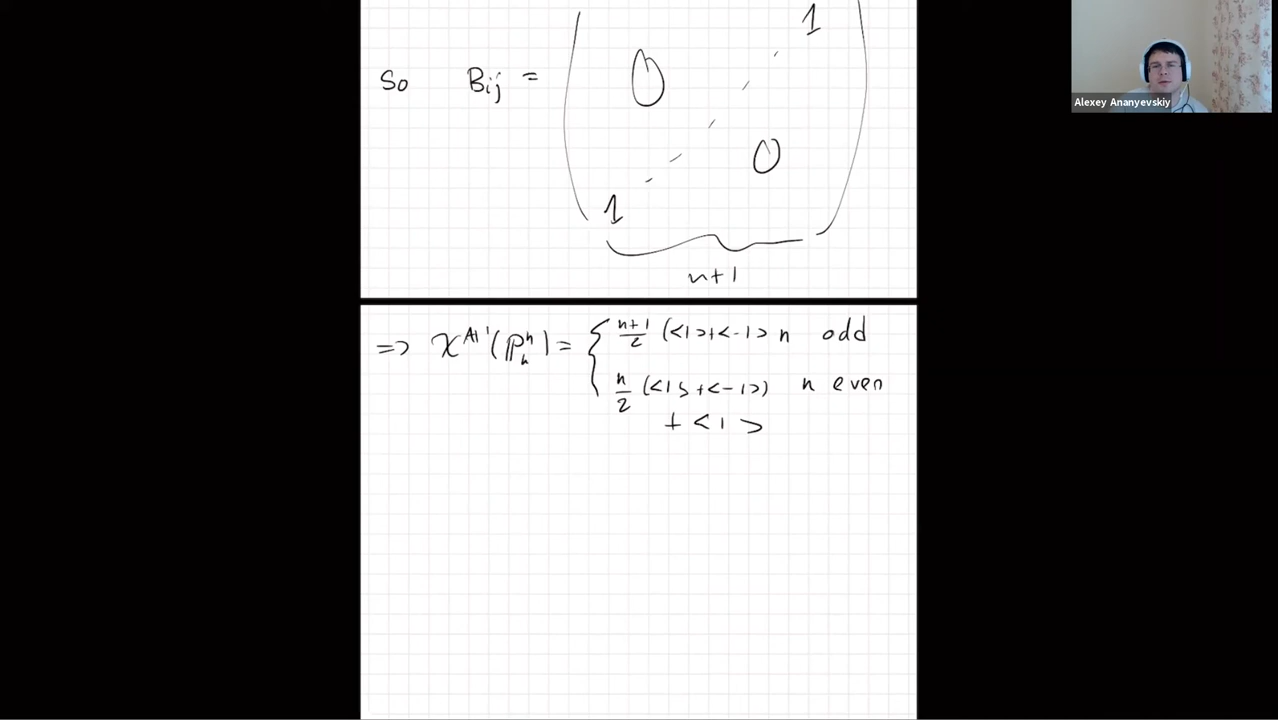 1
So B_ij = 0
0
1
n+1
=> χ^A1(P^n_k) = { n+1/2 (<1>+<-1> n odd
n/2 (<1>+<-1>) n even
+ <1>
Alexey Ananyevskiy